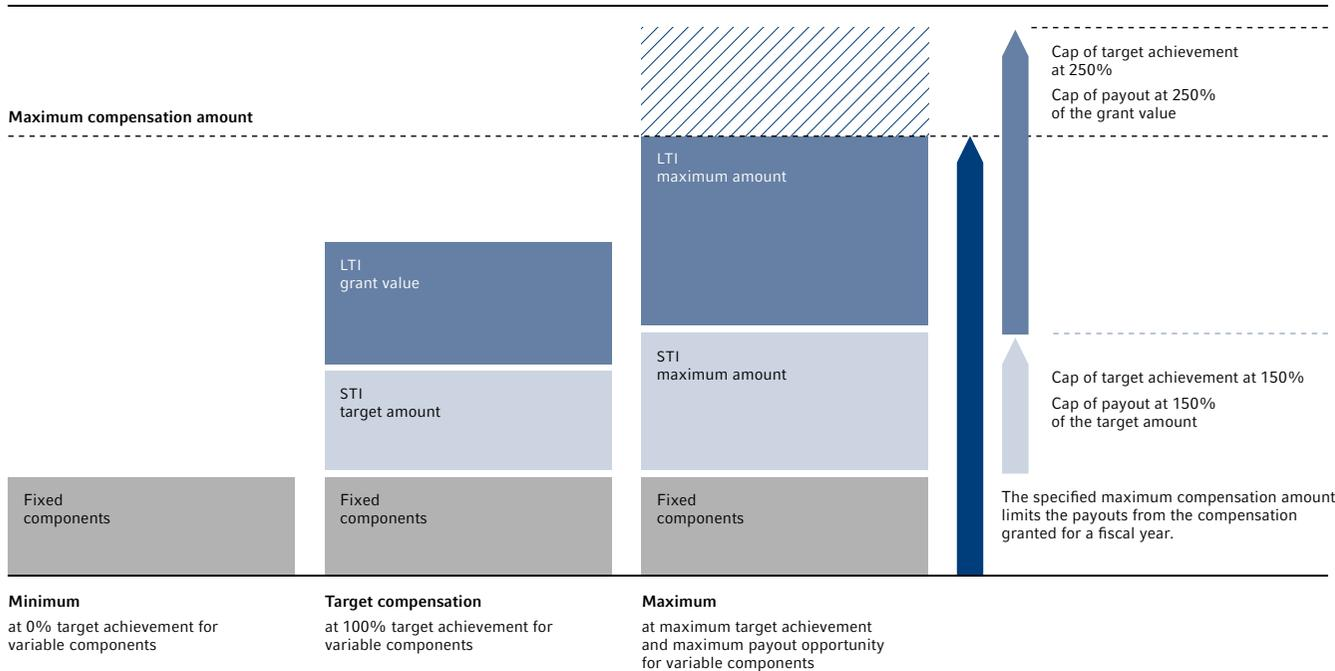 Cap of target achievement
at 250%
Cap of payout at 250%
of the grant value
Maximum compensation amount
LTI
maximum amount
LTI
grant value
STI
maximum amount
STI
target amount
Cap of target achievement at 150%
Cap of payout at 150%
of the target amount
Fixed
components
Fixed
components
Fixed
components
The specified maximum compensation amount
limits the payouts from the compensation
granted for a fiscal year.
Minimum
at 0% target achievement for
variable components
Target compensation
at 100% target achievement for
variable components
Maximum
at maximum target achievement
and maximum payout opportunity
for variable components